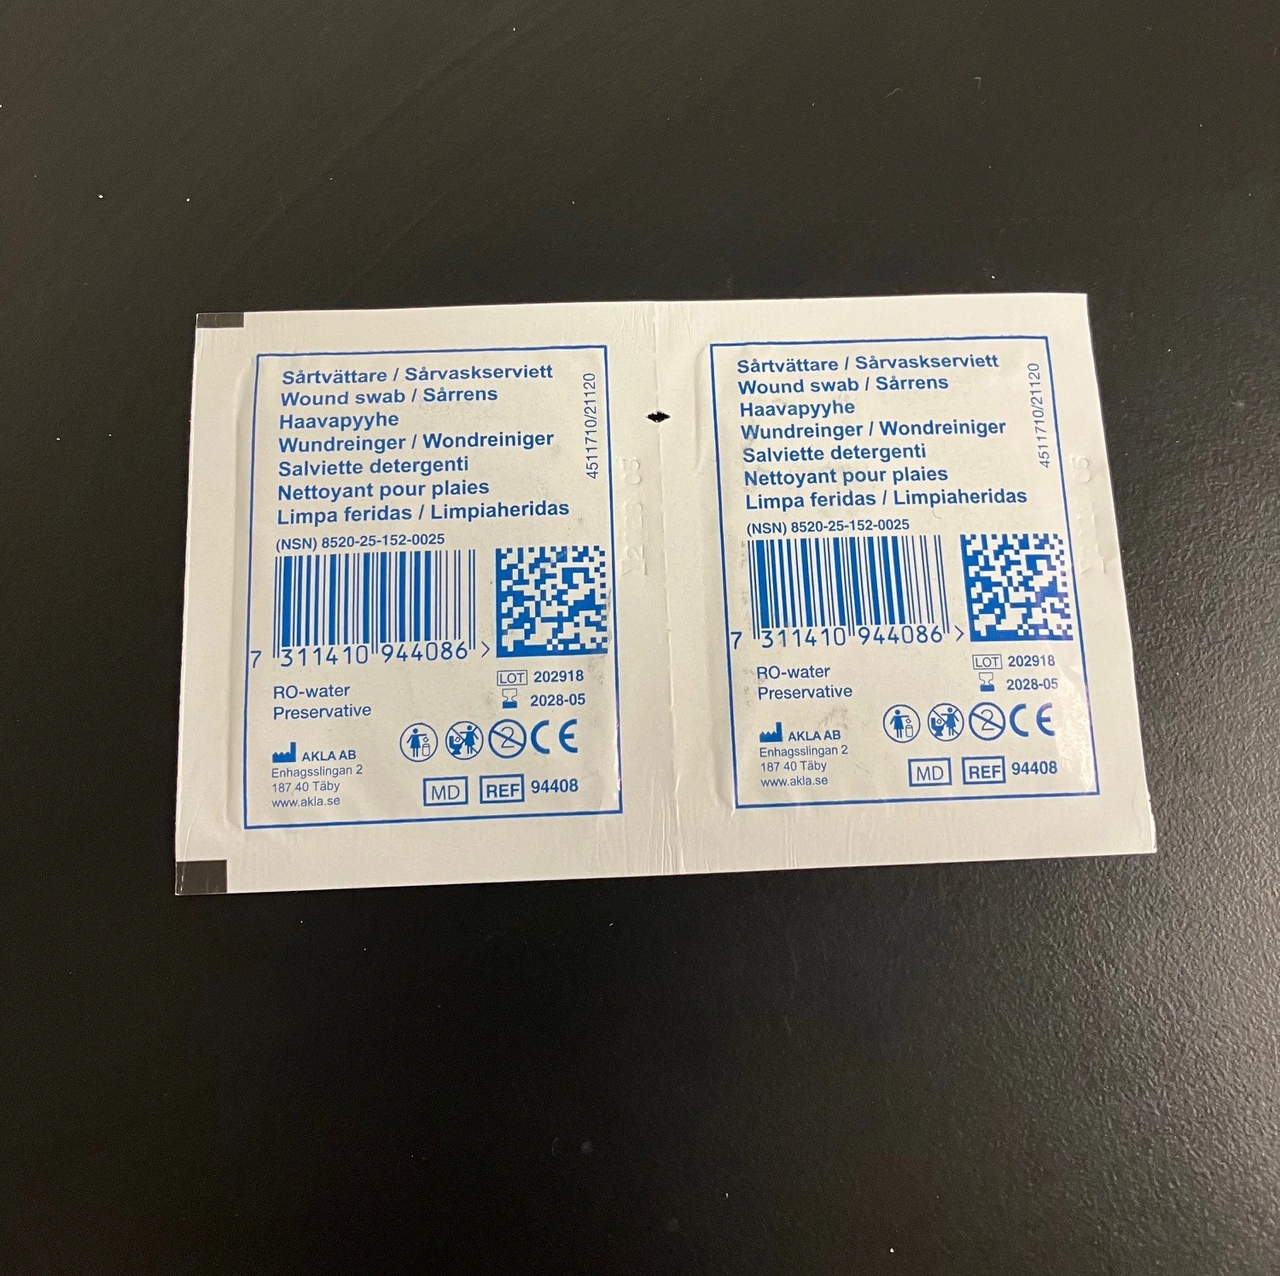 Sårtvättare / Sårvaskserviett
Wound swab / Sårrens
Haavapyyhe
Wundreinger / Wondreiniger
Salviette detergenti
Nettoyant pour plaies
Limpa feridas / Limpiaheridas
4511710/21120
(NSN) 8520-25-152-0025
7 311410 944086 >
LOT 202918
2028-05
RO-water
Preservative
2
CE
AKLA AB
Enhagsslingan 2
187 40 Täby
www.akla.se
MD REF 94408
Sårtvättare / Sårvaskserviett
Wound swab / Sårrens
Haavapyyhe
Wundreinger / Wondreiniger
Salviette detergenti
Nettoyant pour plaies
Limpa feridas / Limpiaheridas
4511710/21120
(NSN) 8520-25-152-0025
7 311410 944086 >
LOT 202918
2028-05
RO-water
Preservative
2
CE
AKLA AB
Enhagsslingan 2
187 40 Täby
www.akla.se
MD REF 94408